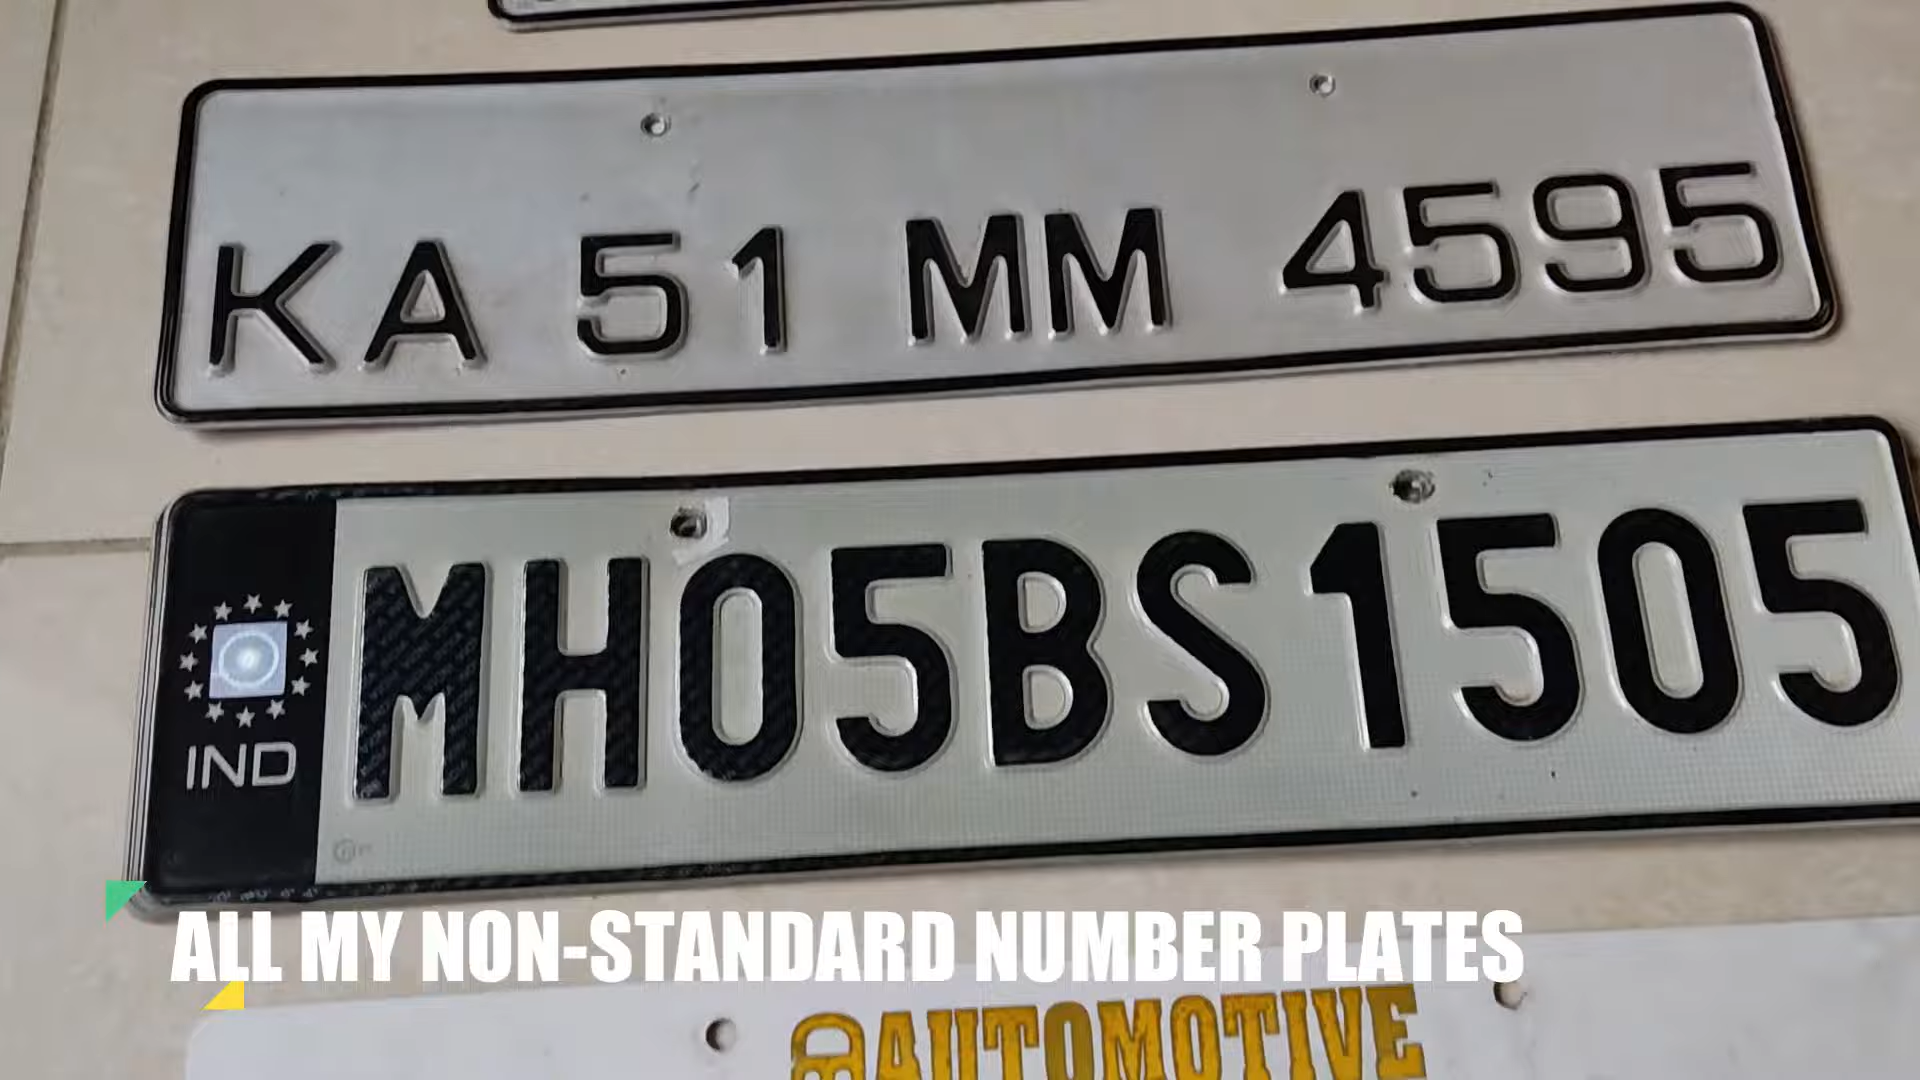 KA 51 MM 4595
MH05BS1505
IND
ALL MY NON-STANDARD NUMBER PLATES
AUTOMOTIVE